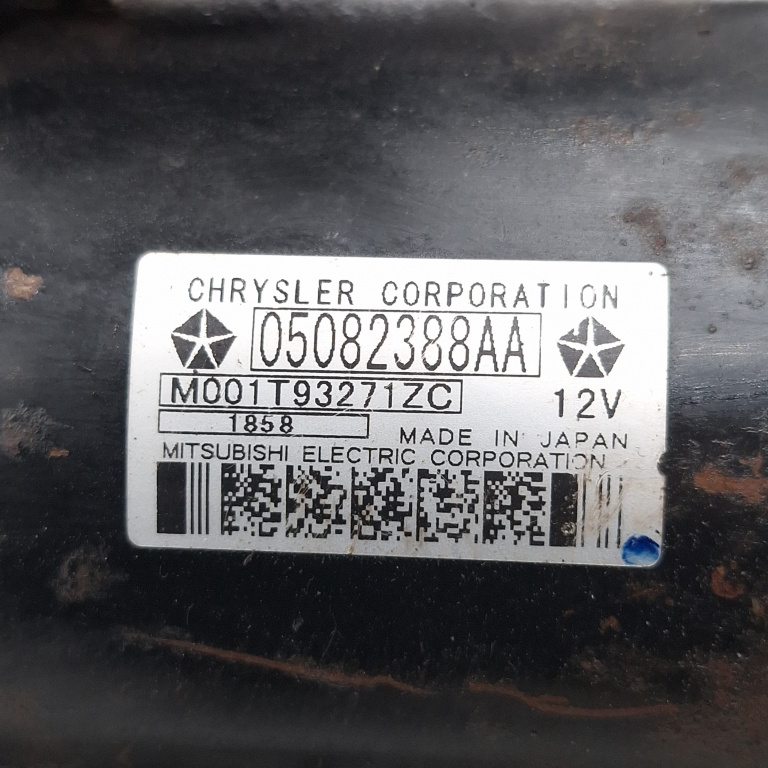 CHRYSLER CORPORATION
05082388AA
M001T93271ZC
12V
1858
MADE IN JAPAN
MITSUBISHI ELECTRIC CORPORATION